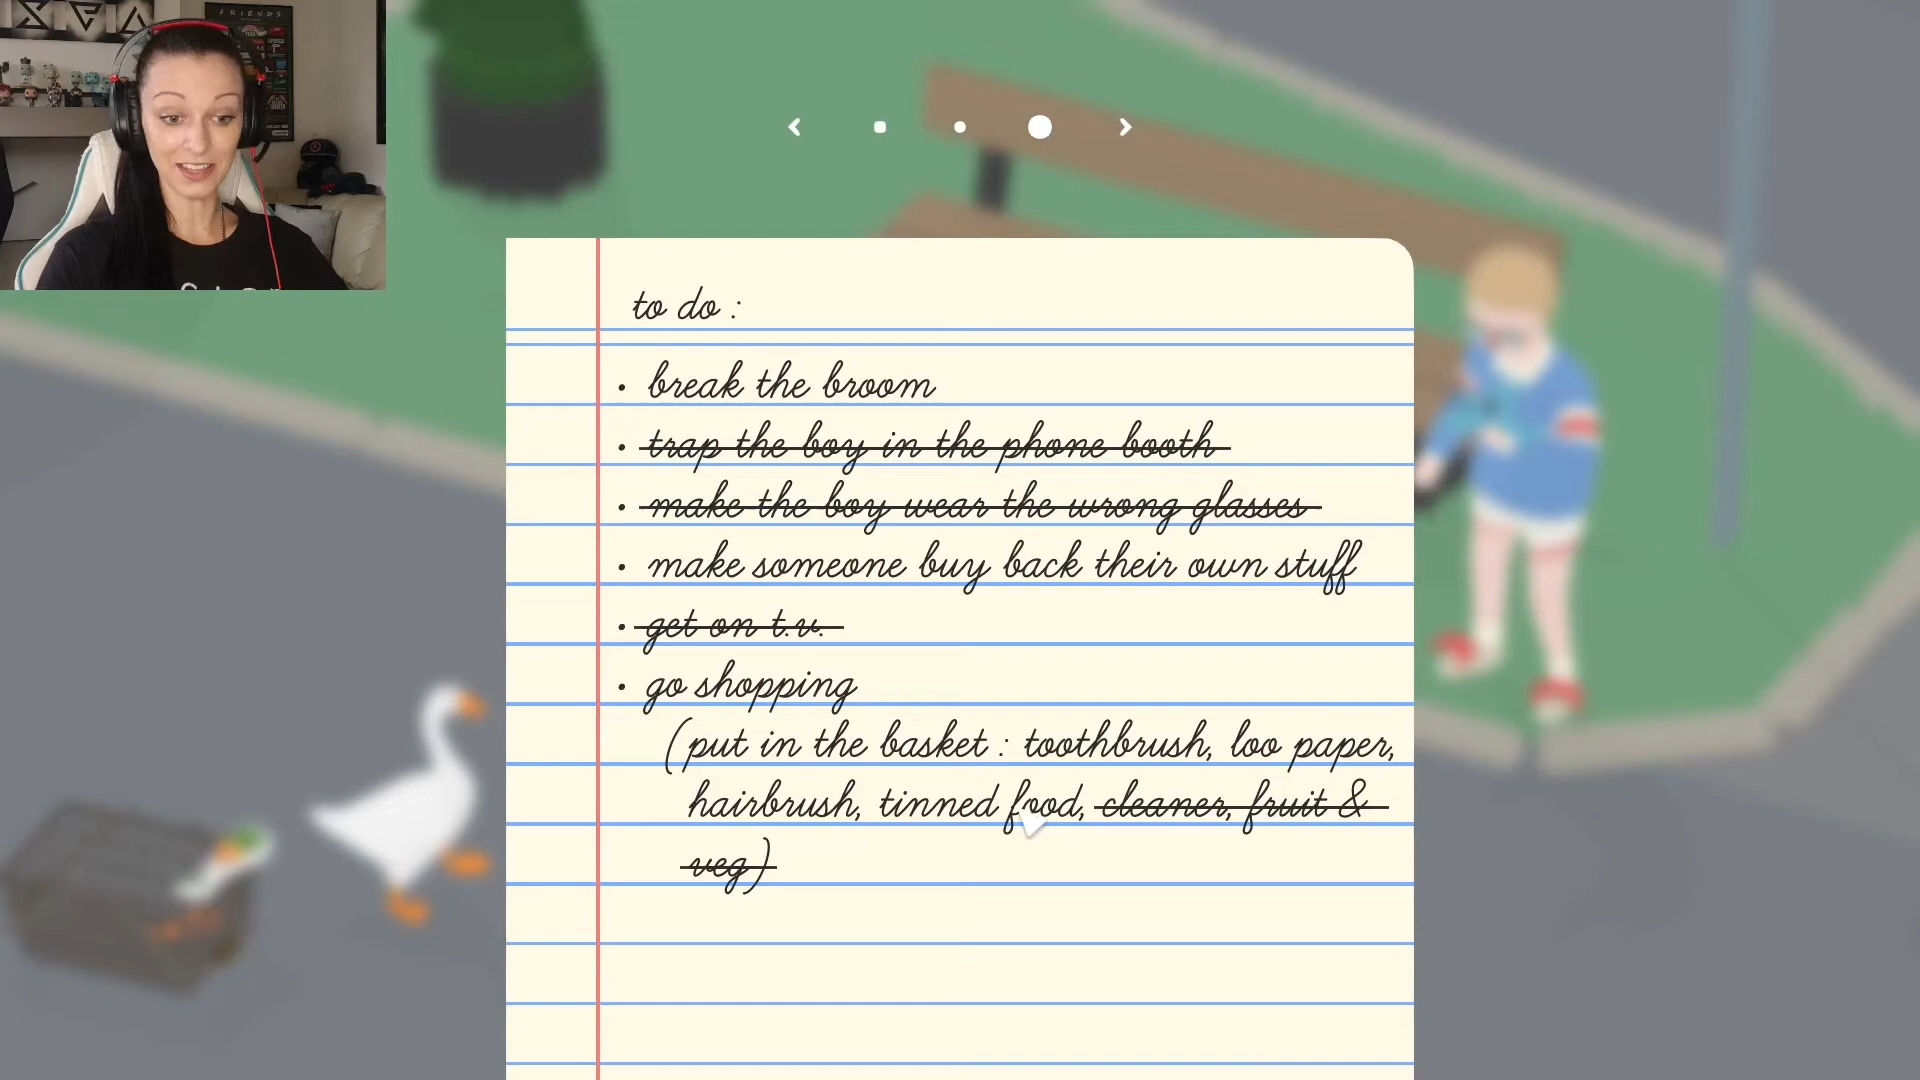 FRIENDS
to do :
• break the broom
• trap the boy in the phone booth
• make the boy wear the wrong glasses
• make someone buy back their own stuff
• get on t.v.
• go shopping
(put in the basket : toothbrush, loo paper,
hairbrush, tinned food, cleaner, fruit &
veg)